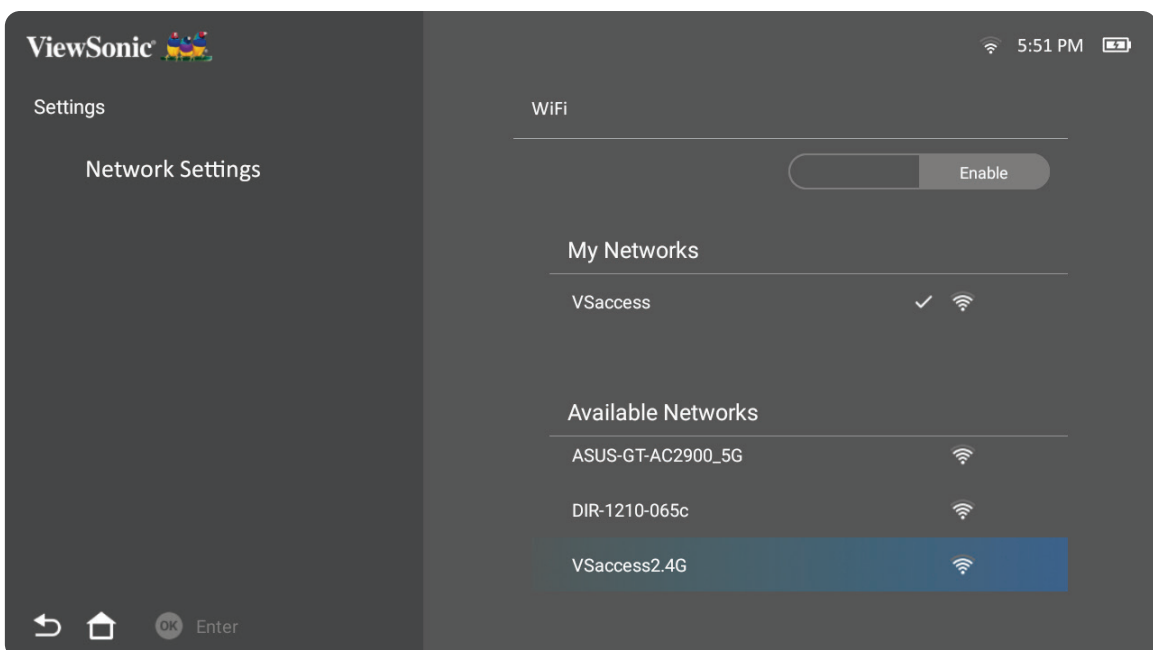 ViewSonic
5:51 PM
Settings
WiFi
Network Settings
Enable
My Networks
VSaccess
Available Networks
ASUS-GT-AC2900_5G
DIR-1210-065c
VSaccess2.4G
OK Enter